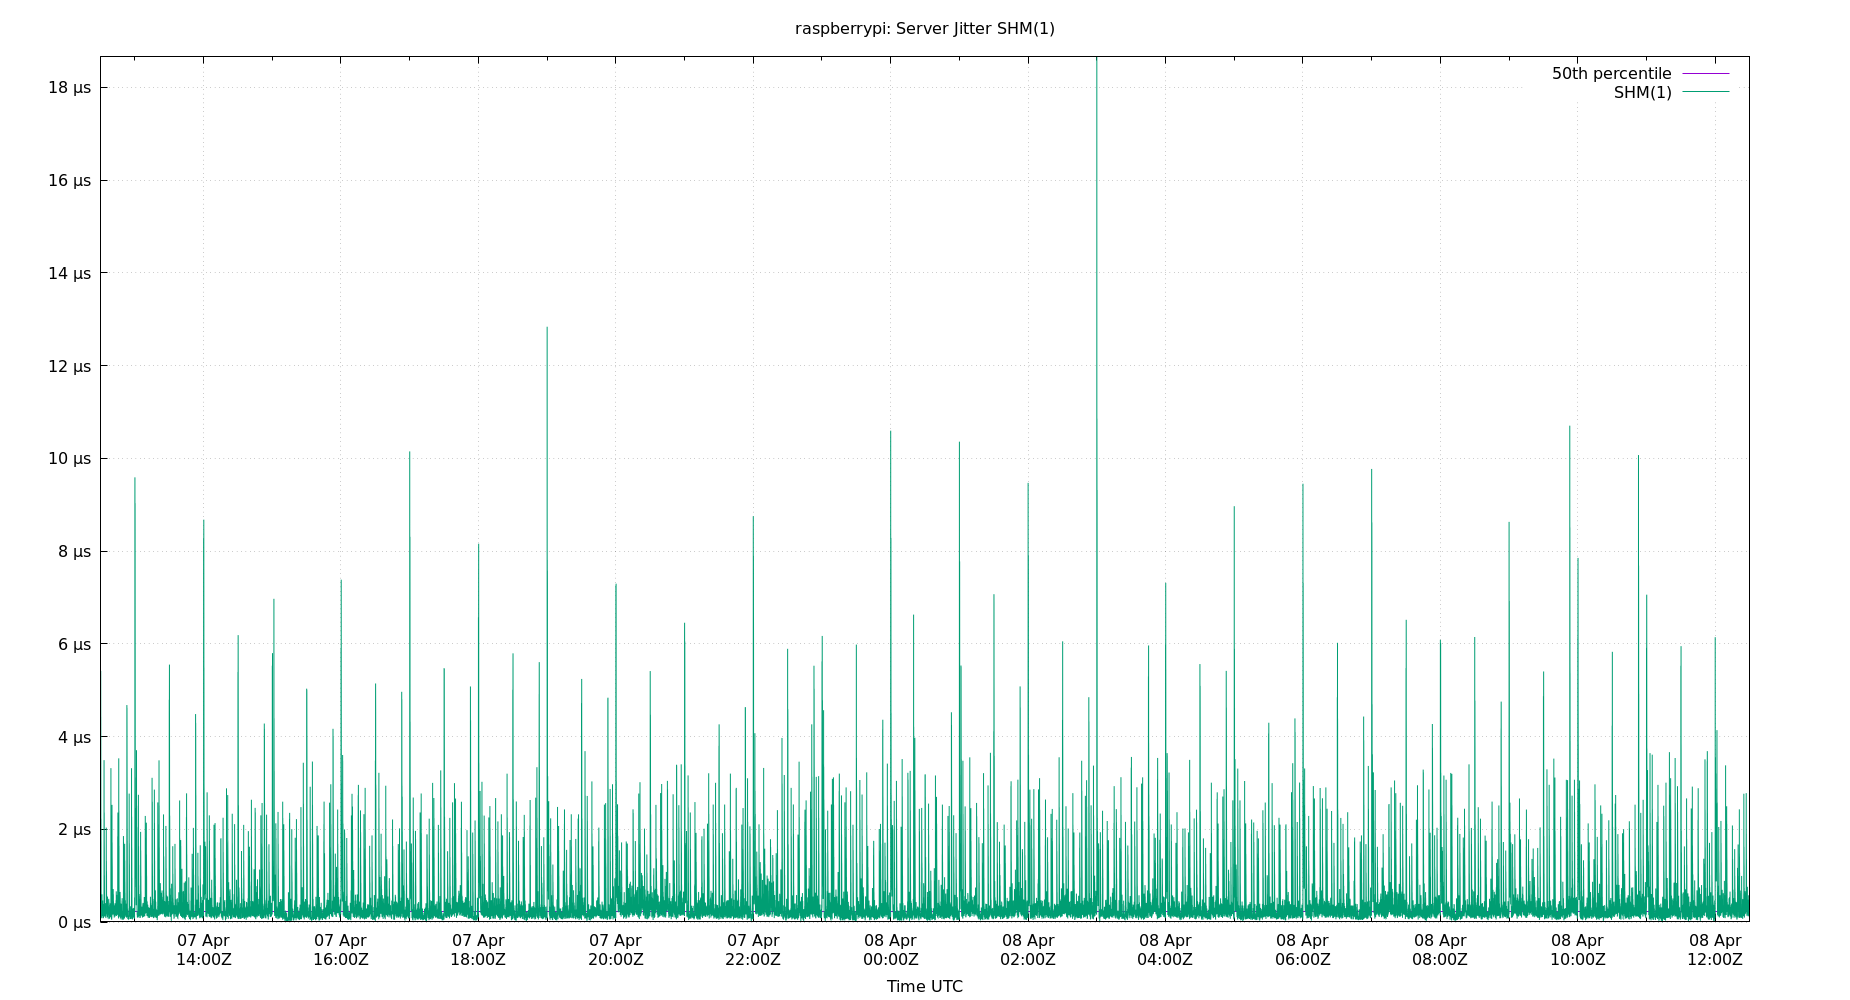 raspberrypi: Server Jitter SHM(1)
50th percentile
SHM(1)
18 µs
16 µs
14 µs
12 µs
10 µs
8 µs
6 µs
4 µs
2 µs
0 µs
07 Apr 07 Apr 07 Apr 07 Apr 07 Apr 08 Apr 08 Apr 08 Apr 08 Apr 08 Apr 08 Apr 08 Apr
14:00Z 16:00Z 18:00Z 20:00Z 22:00Z 00:00Z 02:00Z 04:00Z 06:00Z 08:00Z 10:00Z 12:00Z
Time UTC